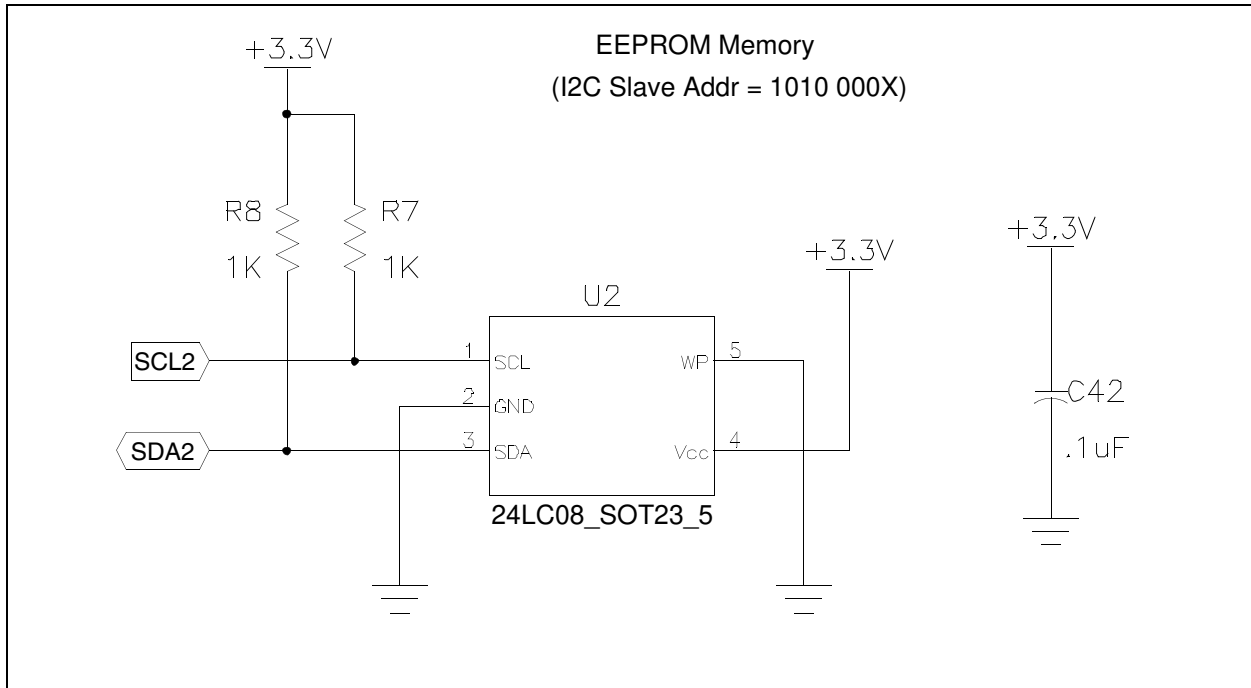 EEPROM Memory
(I2C Slave Addr = 1010 000X)
+3.3V
R8
1K
R7
1K
+3.3V
+3.3V
U2
SCL2
1
SCL
WP
5
2
GND
SDA2
3
SDA
Vcc
4
24LC08_SOT23_5
C42
.1uF